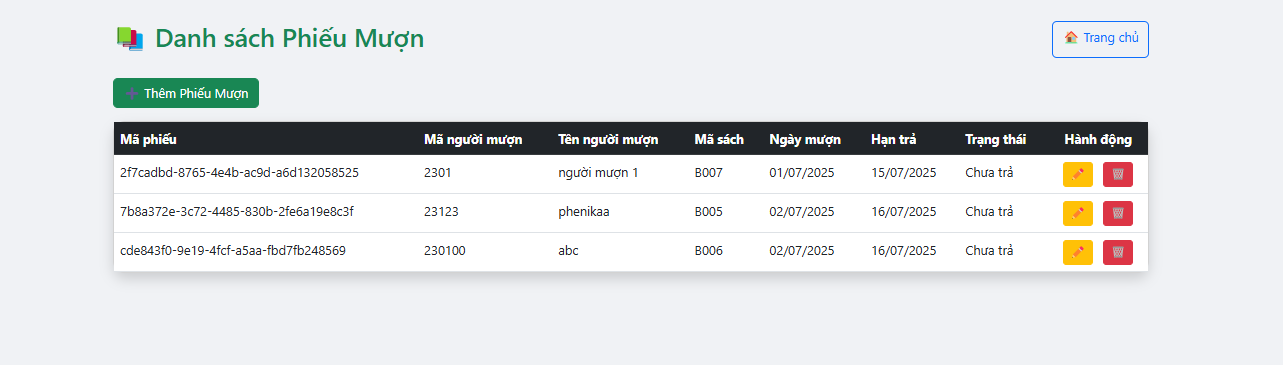 Danh sách Phiếu Mượn
Trang chủ
Thêm Phiếu Mượn
Mã phiếu Mã người mượn Tên người mượn Mã sách Ngày mượn Hạn trả Trạng thái Hành động
2f7cadbd-8765-4e4b-ac9d-a6d132058525 2301 người mượn 1 B007 01/07/2025 15/07/2025 Chưa trả
7b8a372e-3c72-4485-830b-2fe6a19e8c3f 23123 phenikaa B005 02/07/2025 16/07/2025 Chưa trả
cde843f0-9e19-4fcf-a5aa-fbd7fb248569 230100 abc B006 02/07/2025 16/07/2025 Chưa trả